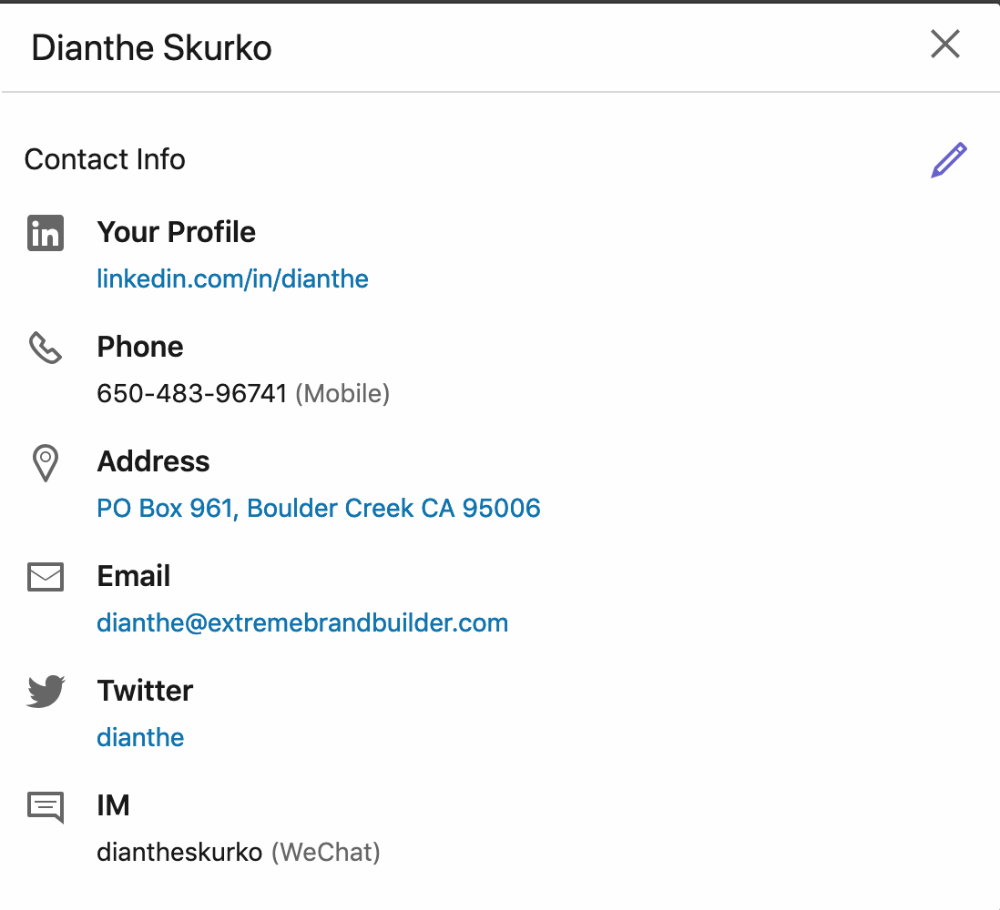 Dianthe Skurko
Contact Info
in
Your Profile
linkedin.com/in/dianthe
Phone
650-483-96741 (Mobile)
Address
PO Box 961, Boulder Creek CA 95006
Email
dianthe@extremebrandbuilder.com
Twitter
dianthe
IM
diantheskurko (WeChat)